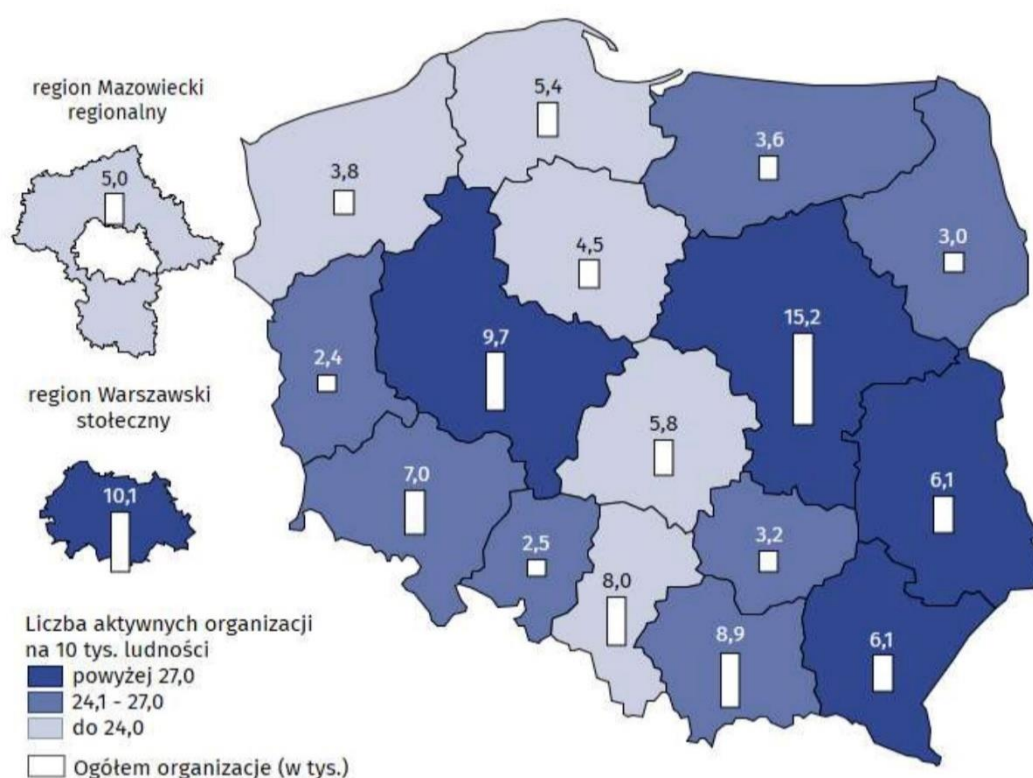 region Mazowiecki
regionalny
5,0
region Warszawski
stołeczny
10,1
5,4
3,8
3,6
4,5
3,0
9,7
15,2
2,4
5,8
7,0
6,1
2,5
3,2
8,0
8,9
6,1
Liczba aktywnych organizacji
na 10 tys. ludności
powyżej 27,0
24,1 - 27,0
do 24,0
Ogółem organizacje (w tys.)